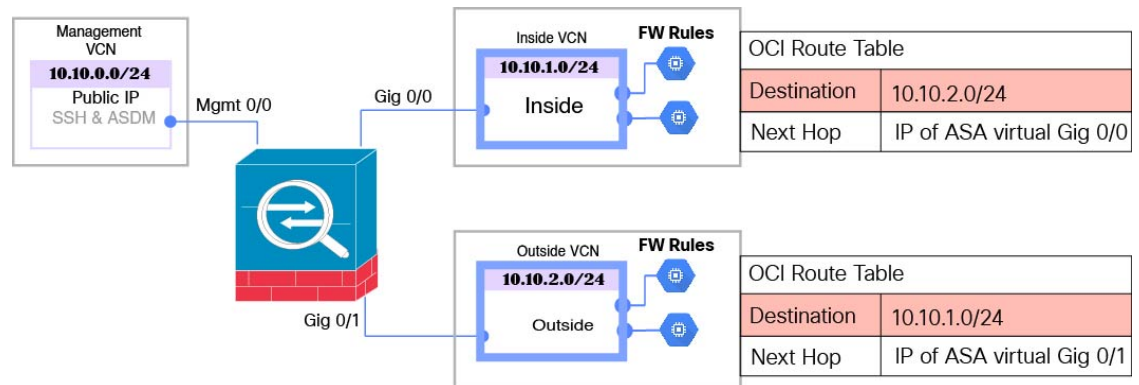 Management
VCN
10.10.0.0/24
Public IP
SSH & ASDM
Mgmt 0/0
Gig 0/0
Inside VCN
10.10.1.0/24
Inside
FW Rules
OCI Route Table
Destination 10.10.2.0/24
Next Hop IP of ASA virtual Gig 0/0
Gig 0/1
Outside VCN
10.10.2.0/24
Outside
FW Rules
OCI Route Table
Destination 10.10.1.0/24
Next Hop IP of ASA virtual Gig 0/1